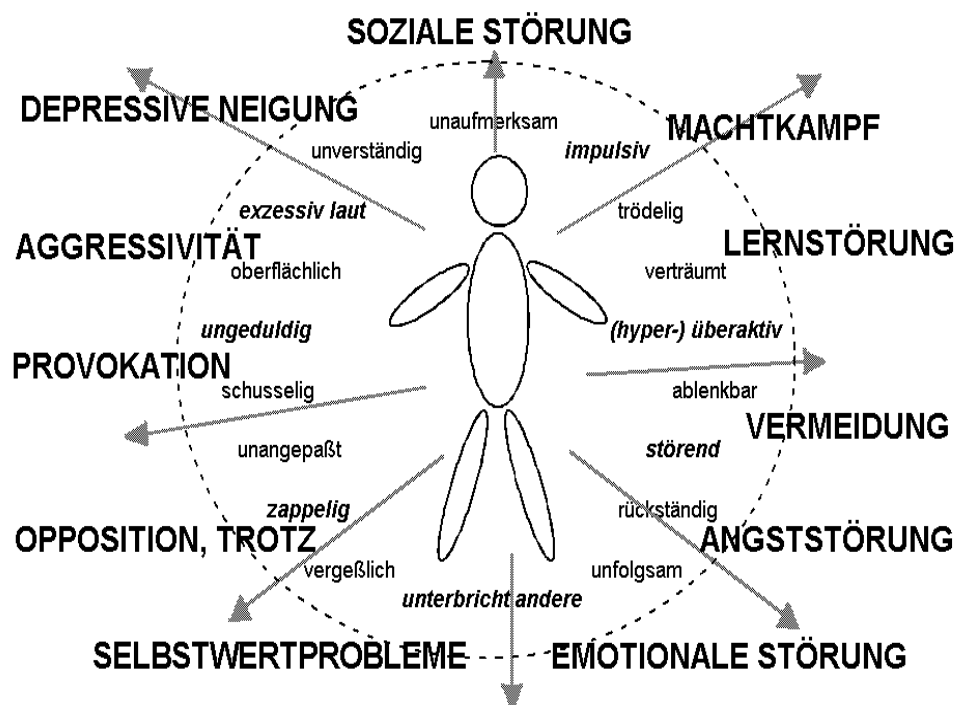 SOZIALE STÖRUNG
DEPRESSIVE NEIGUNG
unaufmerksam
MACHTKAMPF
unverständig
impulsiv
exzessiv laut
trödelig
AGGRESSIVITÄT
LERNSTÖRUNG
oberflächlich
verträumt
ungeduldig
(hyper-) überaktiv
PROVOKATION
schusselig
ablenkbar
VERMEIDUNG
unangepaßt
störend
zappelig
rückständig
OPPOSITION, TROTZ
ANGSTSTÖRUNG
vergeßlich
unfolgsam
unterbricht andere
SELBSTWERTPROBLEME
EMOTIONALE STÖRUNG